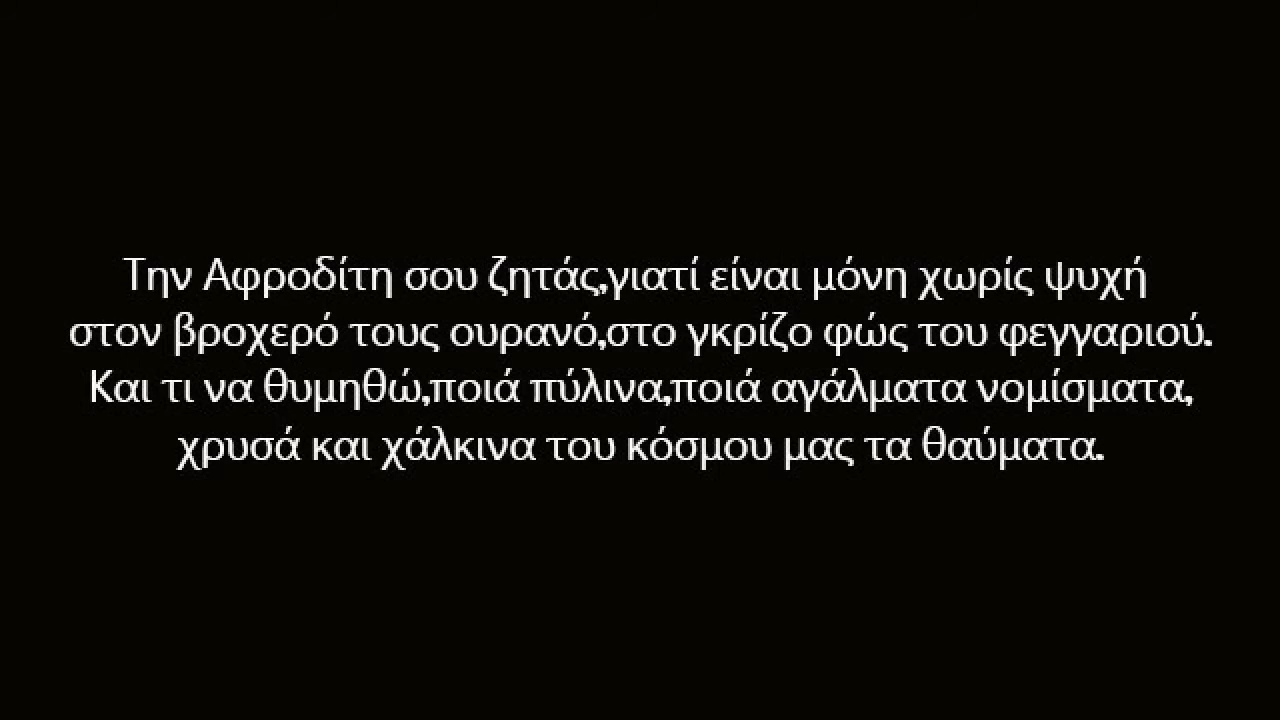 Την Αφροδίτη σου ζητάς,γιατί είναι μόνη χωρίς ψυχή
στον βροχερό τους ουρανό,στο γκρίζο φώς του φεγγαριού.
Και τι να θυμηθώ,ποιά πύλινα,ποιά αγάλματα νομίσματα,
χρυσά και χάλκινα του κόσμου μας τα θαύματα.